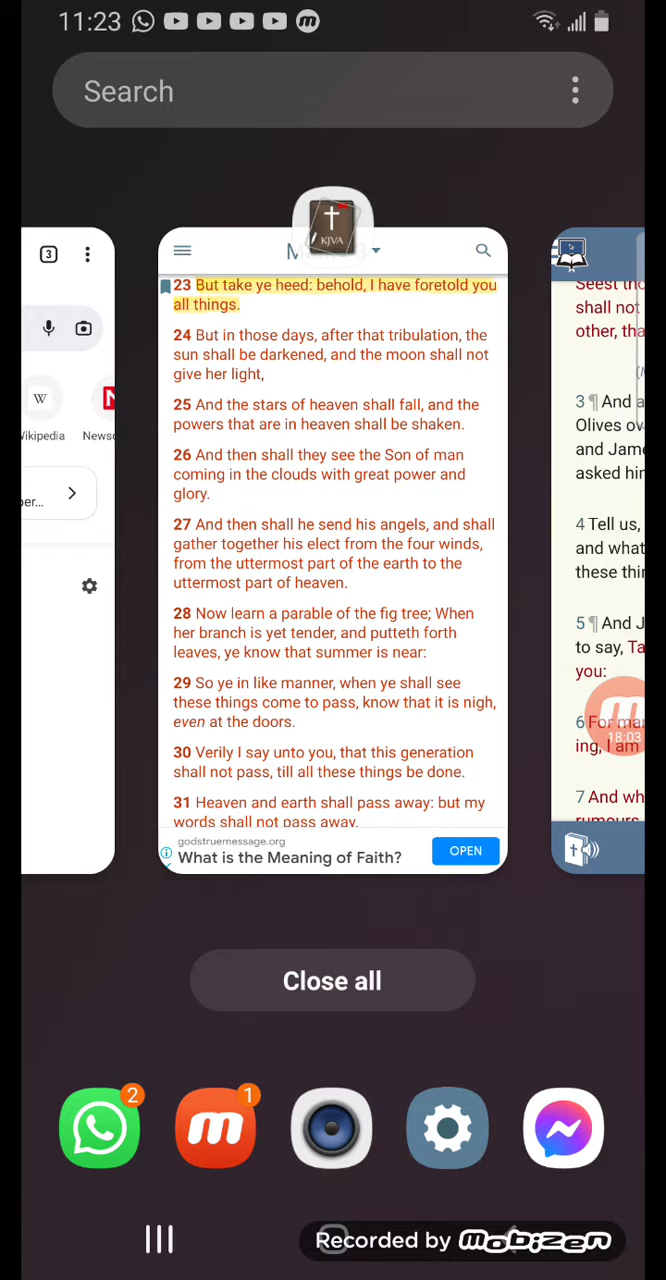 11:23
Search
KJVA
3
M
23 But take ye heed: behold, I have foretold you
all things.
24 But in those days, after that tribulation, the
sun shall be darkened, and the moon shall not
give her light,
25 And the stars of heaven shall fall, and the
powers that are in heaven shall be shaken.
26 And then shall they see the Son of man
coming in the clouds with great power and
glory.
27 And then shall he send his angels, and shall
gather together his elect from the four winds,
from the uttermost part of the earth to the
uttermost part of heaven.
28 Now learn a parable of the fig tree; When
her branch is yet tender, and putteth forth
leaves, ye know that summer is near:
29 So ye in like manner, when ye shall see
these things come to pass, know that it is nigh,
even at the doors.
30 Verily I say unto you, that this generation
shall not pass, till all these things be done.
31 Heaven and earth shall pass away: but my
words shall not pass away.
godstruemessage.org
What is the Meaning of Faith?
OPEN
W
N
Wikipedia
Newsc
per...
Seest tho
shall not
other, tha
(M
3 ¶ And a
Olives ov
and Jame
asked him
4 Tell us,
and what
these thin
5 ¶ And J
to say, Ta
you:
6 For man
ing, I am
7 And wh
rumours
18:03
Close all
2
1
m
Recorded by mobizen